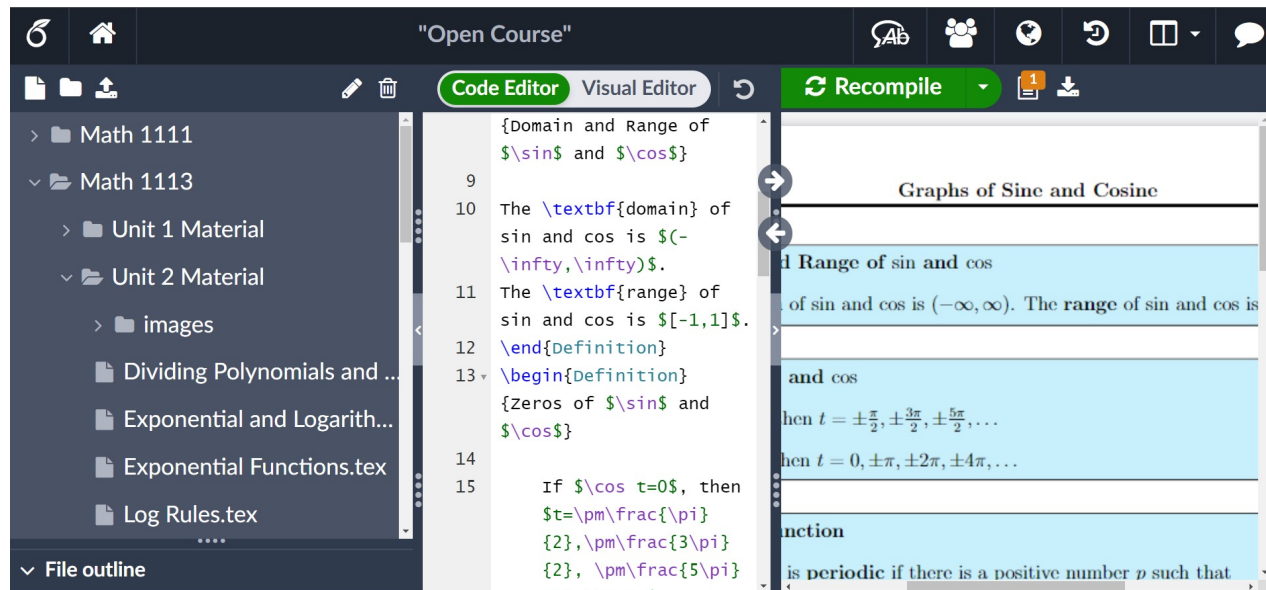 "Open Course"
Code Editor
Visual Editor
Recompile
1
Math 1111
Math 1113
Unit 1 Material
Unit 2 Material
images
Dividing Polynomials and ...
Exponential and Logarith...
Exponential Functions.tex
Log Rules.tex
File outline
{Domain and Range of
$\sin$ and $\cos$}
9
10 The \textbf{domain} of
sin and cos is $(-
\infty,\infty)$.
11 The \textbf{range} of
sin and cos is $[-1,1]$.
12 \end{Definition}
13 \begin{Definition}
{Zeros of $\sin$ and
$\cos$}
14
15 If $\cos t=0$, then
$t=\pm\frac{\pi}
{2},\pm\frac{3\pi}
{2}, \pm\frac{5\pi}
Graphs of Sine and Cosine
d Range of sin and cos
of sin and cos is (−∞, ∞). The range of sin and cos is
and cos
hen t = ±π/2, ±3π/2, ±5π/2, ...
hen t = 0, ±π, ±2π, ±4π, ...
nction
is periodic if there is a positive number p such that